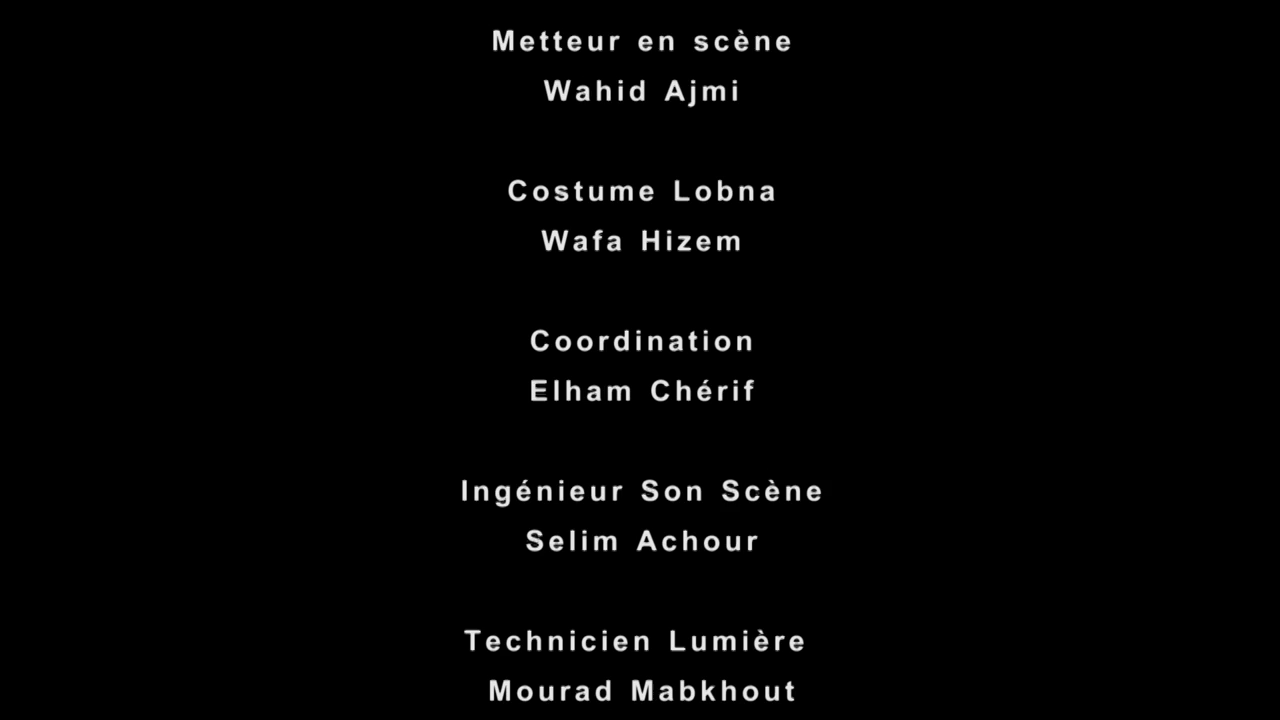 Metteur en scène
Wahid Ajmi
Costume Lobna
Wafa Hizem
Coordination
Elham Chérif
Ingénieur Son Scène
Selim Achour
Technicien Lumière
Mourad Mabkhout